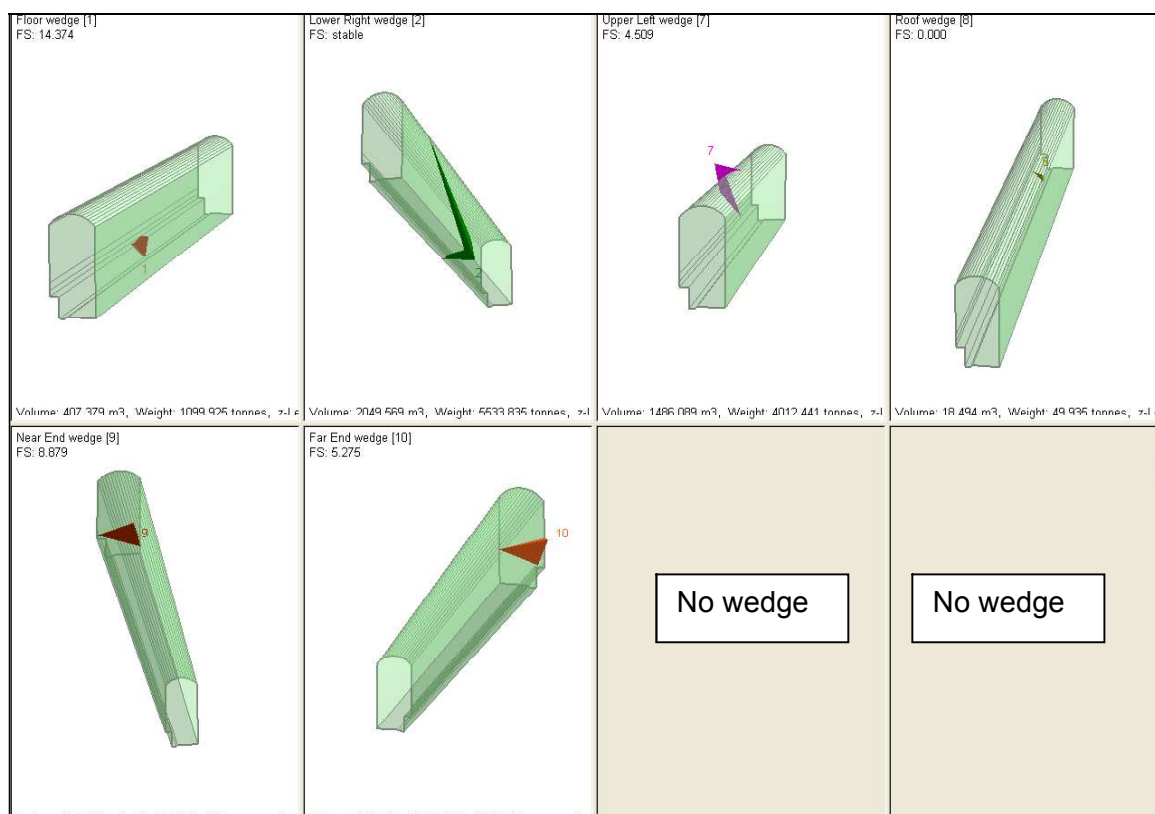 Floor wedge [1]
FS: 14.374
1
Volume: 407.379 m3, Weight: 1099.925 tonnes,
Lower Right wedge [2]
FS: stable
2
Volume: 2049.569 m3, Weight: 5533.835 tonnes,
Upper Left wedge [7]
FS: 4.509
7
Volume: 1486.089 m3, Weight: 4012.441 tonnes,
Roof wedge [8]
FS: 0.000
8
Volume: 18.494 m3, Weight: 49.935 tonnes,
Near End wedge [9]
FS: 8.879
9
Far End wedge [10]
FS: 5.275
10
No wedge
No wedge